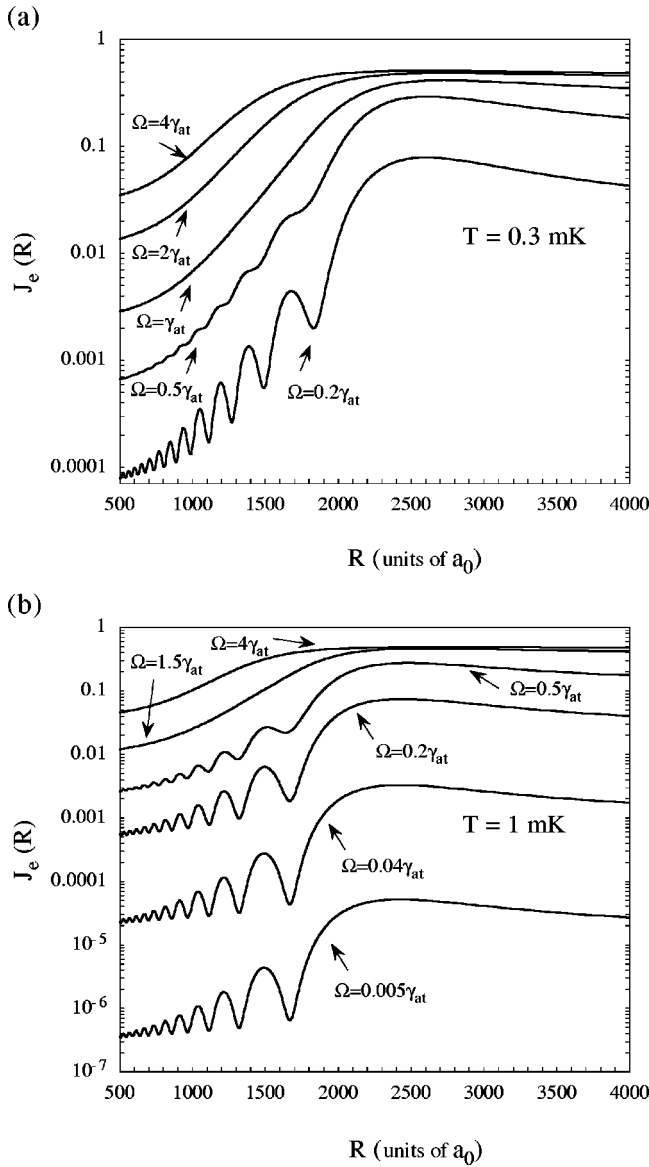 (a)
1
0.1
0.01
0.001
0.0001
J_e (R)
Ω=4γ_at
Ω=2γ_at
Ω=γ_at
Ω=0.5γ_at
Ω=0.2γ_at
T = 0.3 mK
500 1000 1500 2000 2500 3000 3500 4000
R (units of a_0)
(b)
1
0.1
0.01
0.001
0.0001
10^-5
10^-6
10^-7
J_e (R)
Ω=4γ_at
Ω=1.5γ_at
Ω=0.5γ_at
Ω=0.2γ_at
T = 1 mK
Ω=0.04γ_at
Ω=0.005γ_at
500 1000 1500 2000 2500 3000 3500 4000
R (units of a_0)